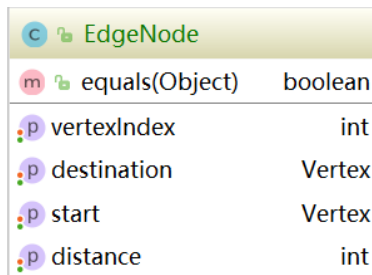 C EdgeNode
m equals(Object) boolean
p vertexIndex int
p destination Vertex
p start Vertex
p distance int